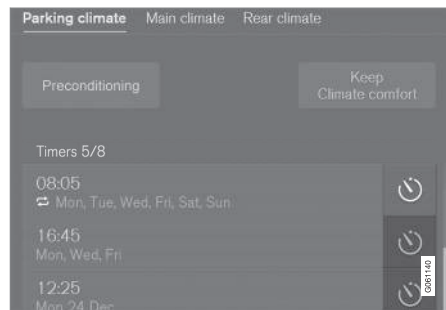 Parking climate Main climate Rear climate
Preconditioning
Keep
Climate comfort
Timers 5/8
08:05
Mon, Tue, Wed, Fri, Sat, Sun
16:45
Mon, Wed, Fri
12:25
Mon 24 Dec
G061140